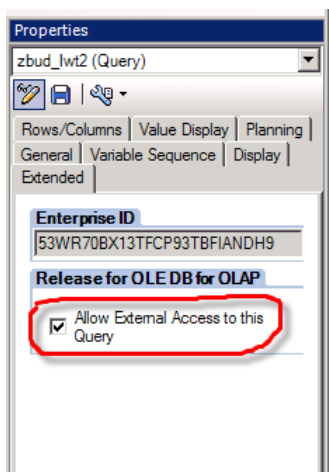 Properties
zbud_lwt2 (Query)
Rows/Columns Value Display Planning
General Variable Sequence Display
Extended
Enterprise ID
53WR70BX13TFCP93TBFIANDH9
Release for OLE DB for OLAP
Allow External Access to this
Query